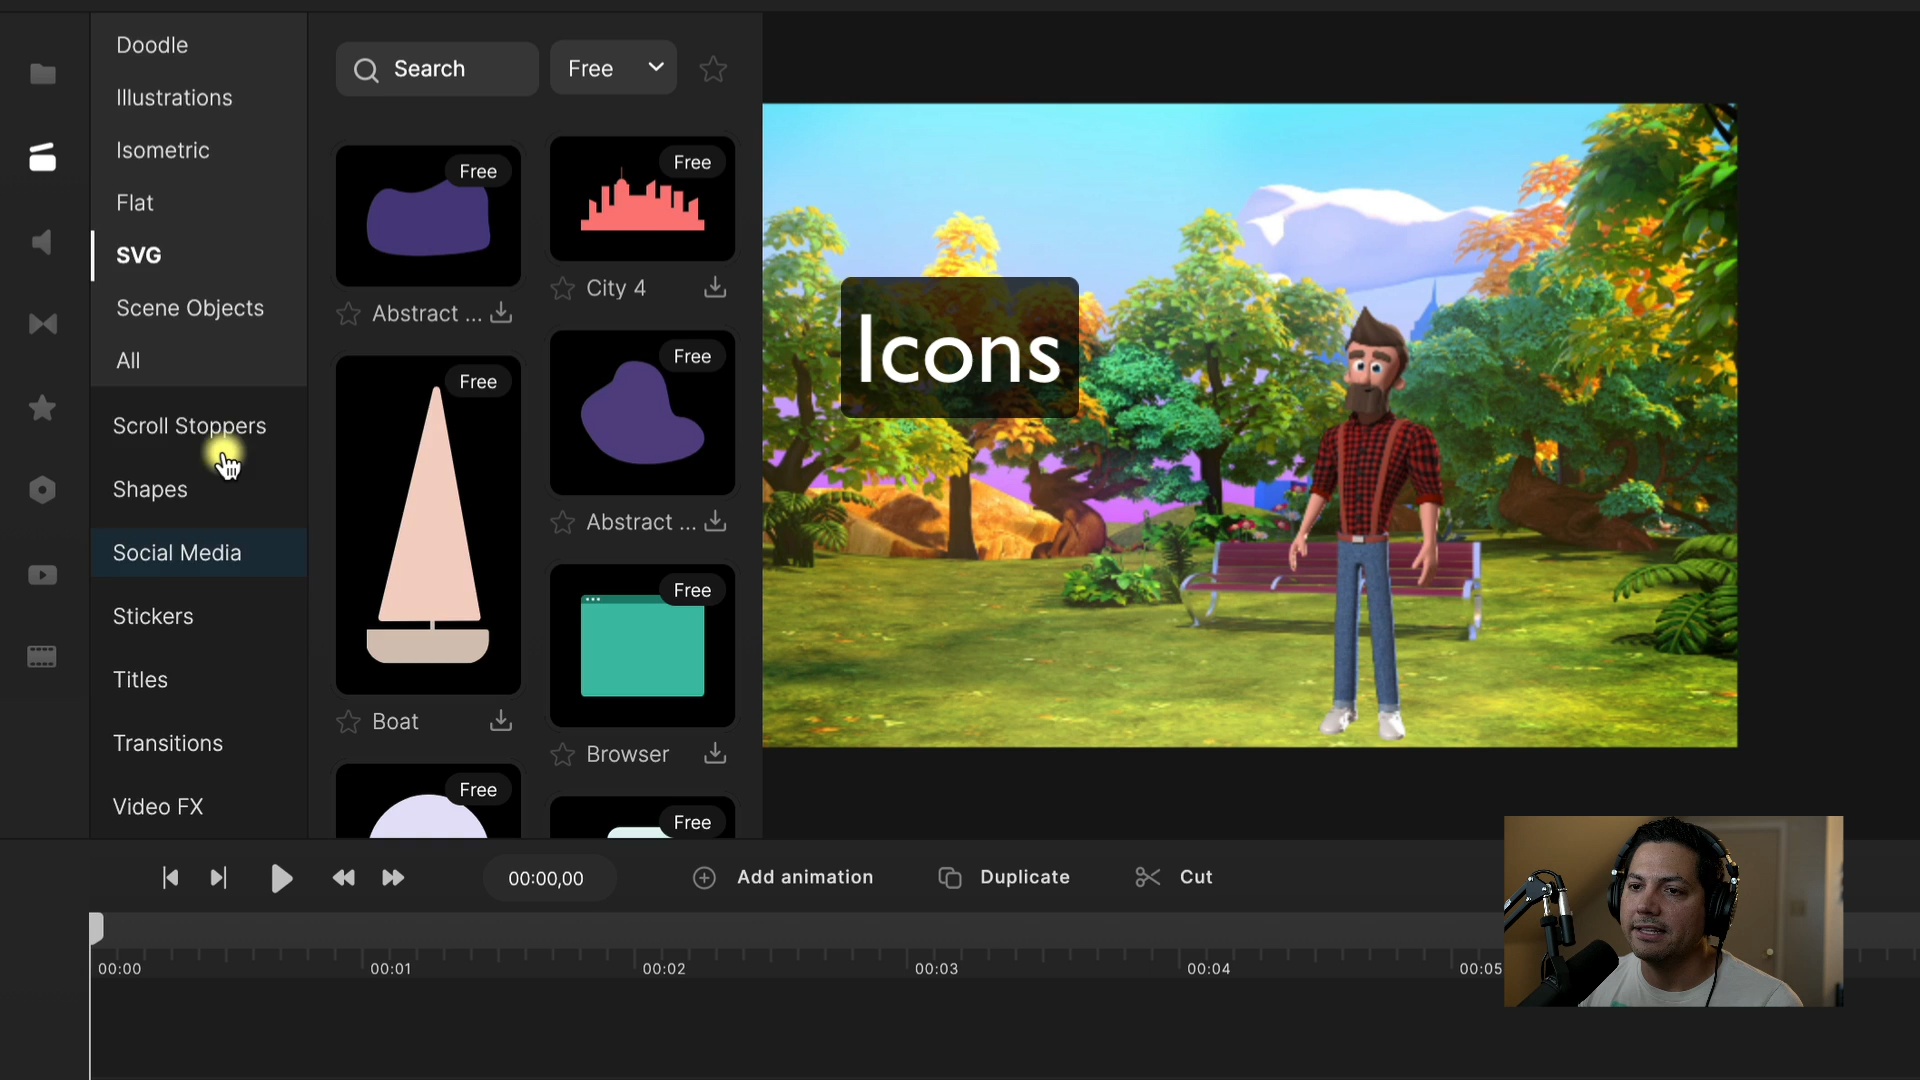 Doodle
Illustrations
Isometric
Flat
SVG
Scene Objects
All
Scroll Stoppers
Shapes
Social Media
Stickers
Titles
Transitions
Video FX
Search
Free
Free
Abstract ...
Free
City 4
Free
Boat
Free
Abstract ...
Free
Browser
Free
Free
Icons
00:00,00
Add animation
Duplicate
Cut
00:00
00:01
00:02
00:03
00:04
00:05